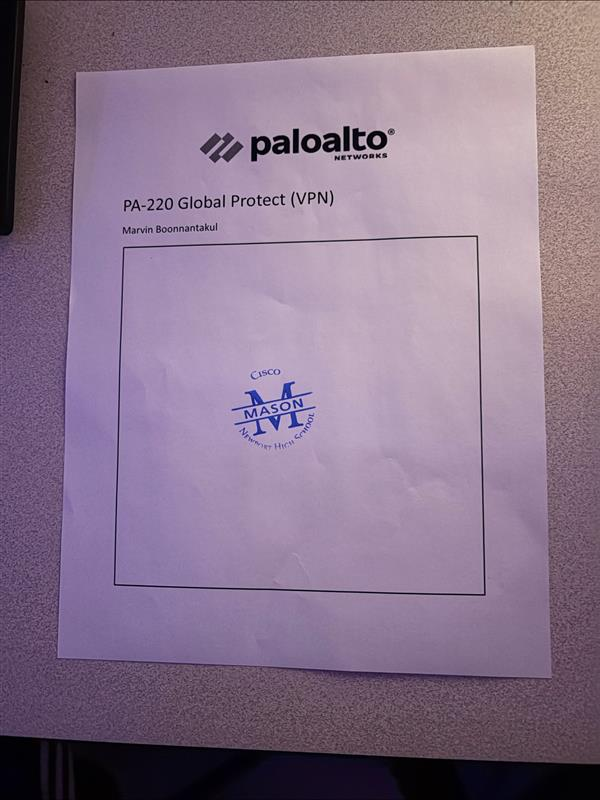 paloalto®
NETWORKS
PA-220 Global Protect (VPN)
Marvin Boonnantakul
CISCO
M
MASON
NEWPORT HIGH SCHOOL